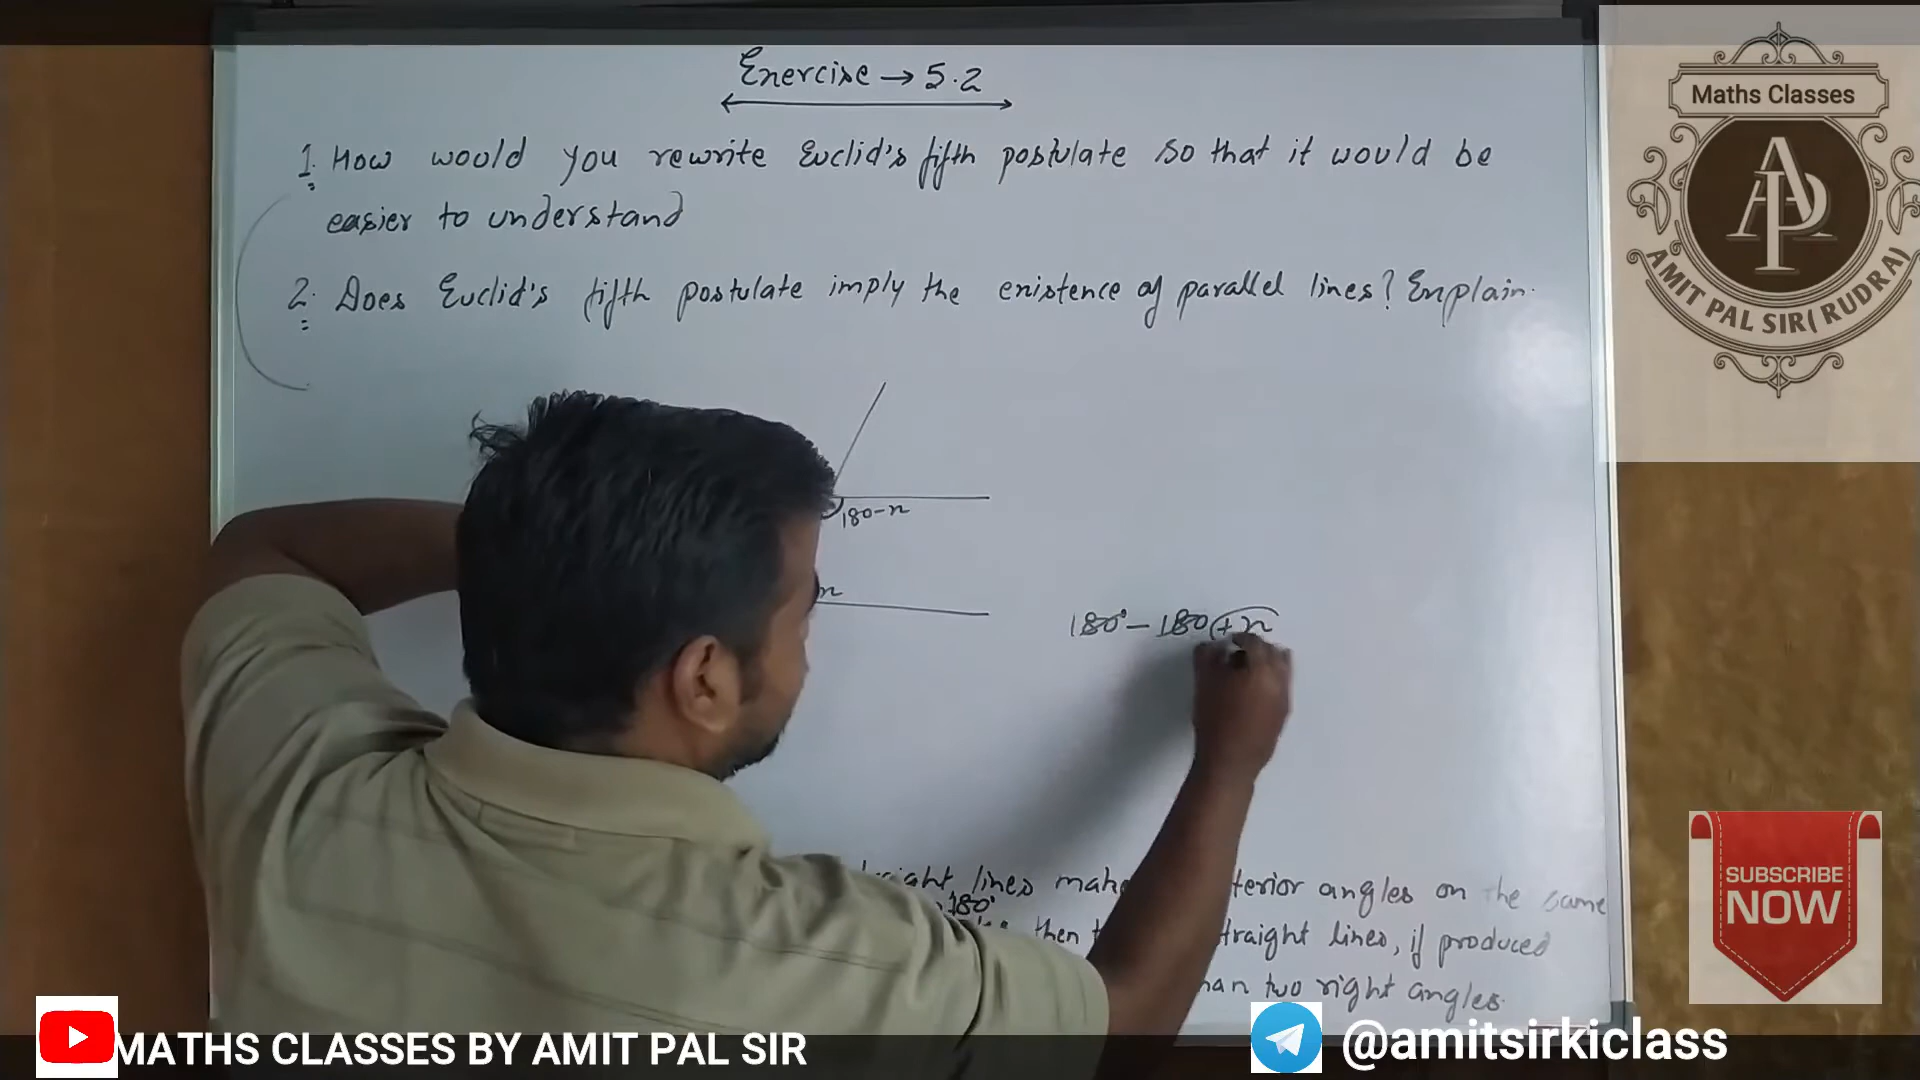 Exercise → 5.2
1. How would you rewrite Euclid's fifth postulate so that it would be
easier to understand
2. Does Euclid's fifth postulate imply the existence of parallel lines? Explain.
180-x
x
180°-180(+)x
lines make terior angles on the same
180°
then traight lines, if produced
two right angles.
Maths Classes
AP
AMIT PAL SIR( RUDRA)
SUBSCRIBE
NOW
MATHS CLASSES BY AMIT PAL SIR
@amitsirkiclass